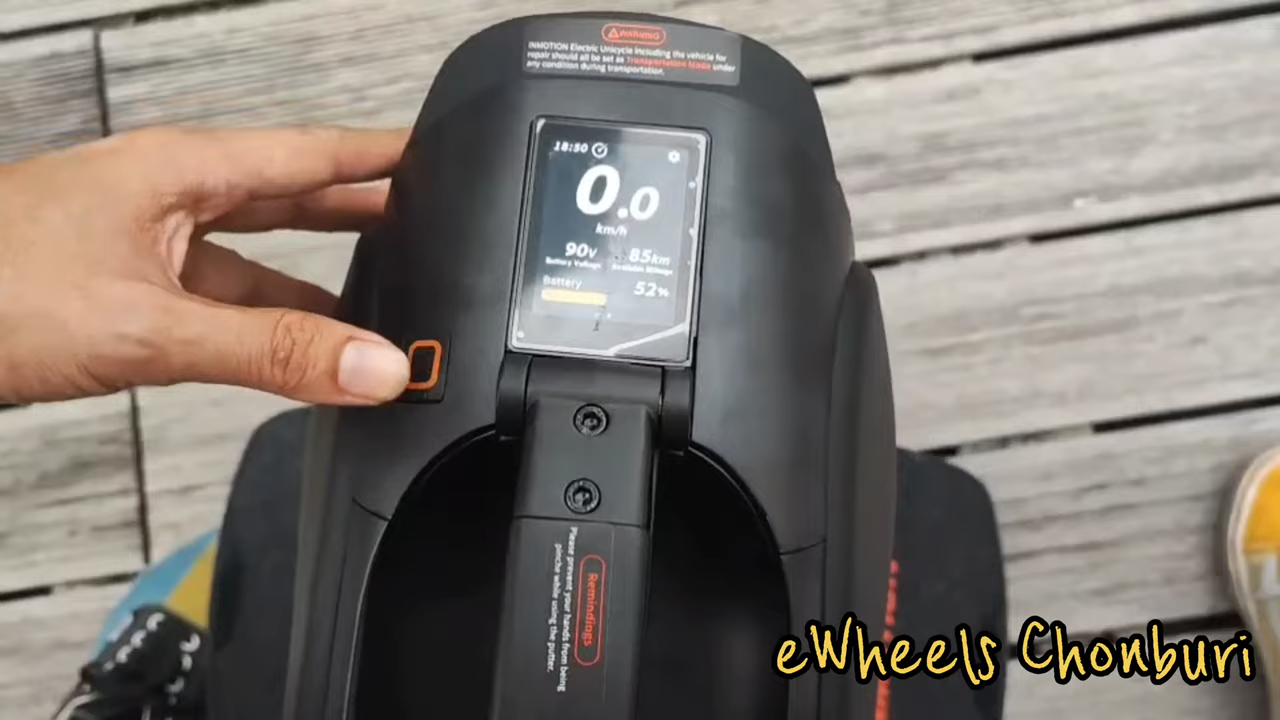 WARNING
INMOTION Electric Unicycle including the vehicle for
repair should all be set as Transportation Mode under
any condition during transportation.
18:50
0.0
km/h
90V 85km
Battery Voltage Available Mileage
Battery 52%
Remindings
Please prevent your hands from being
pinche while using the putter.
eWheels Chonburi